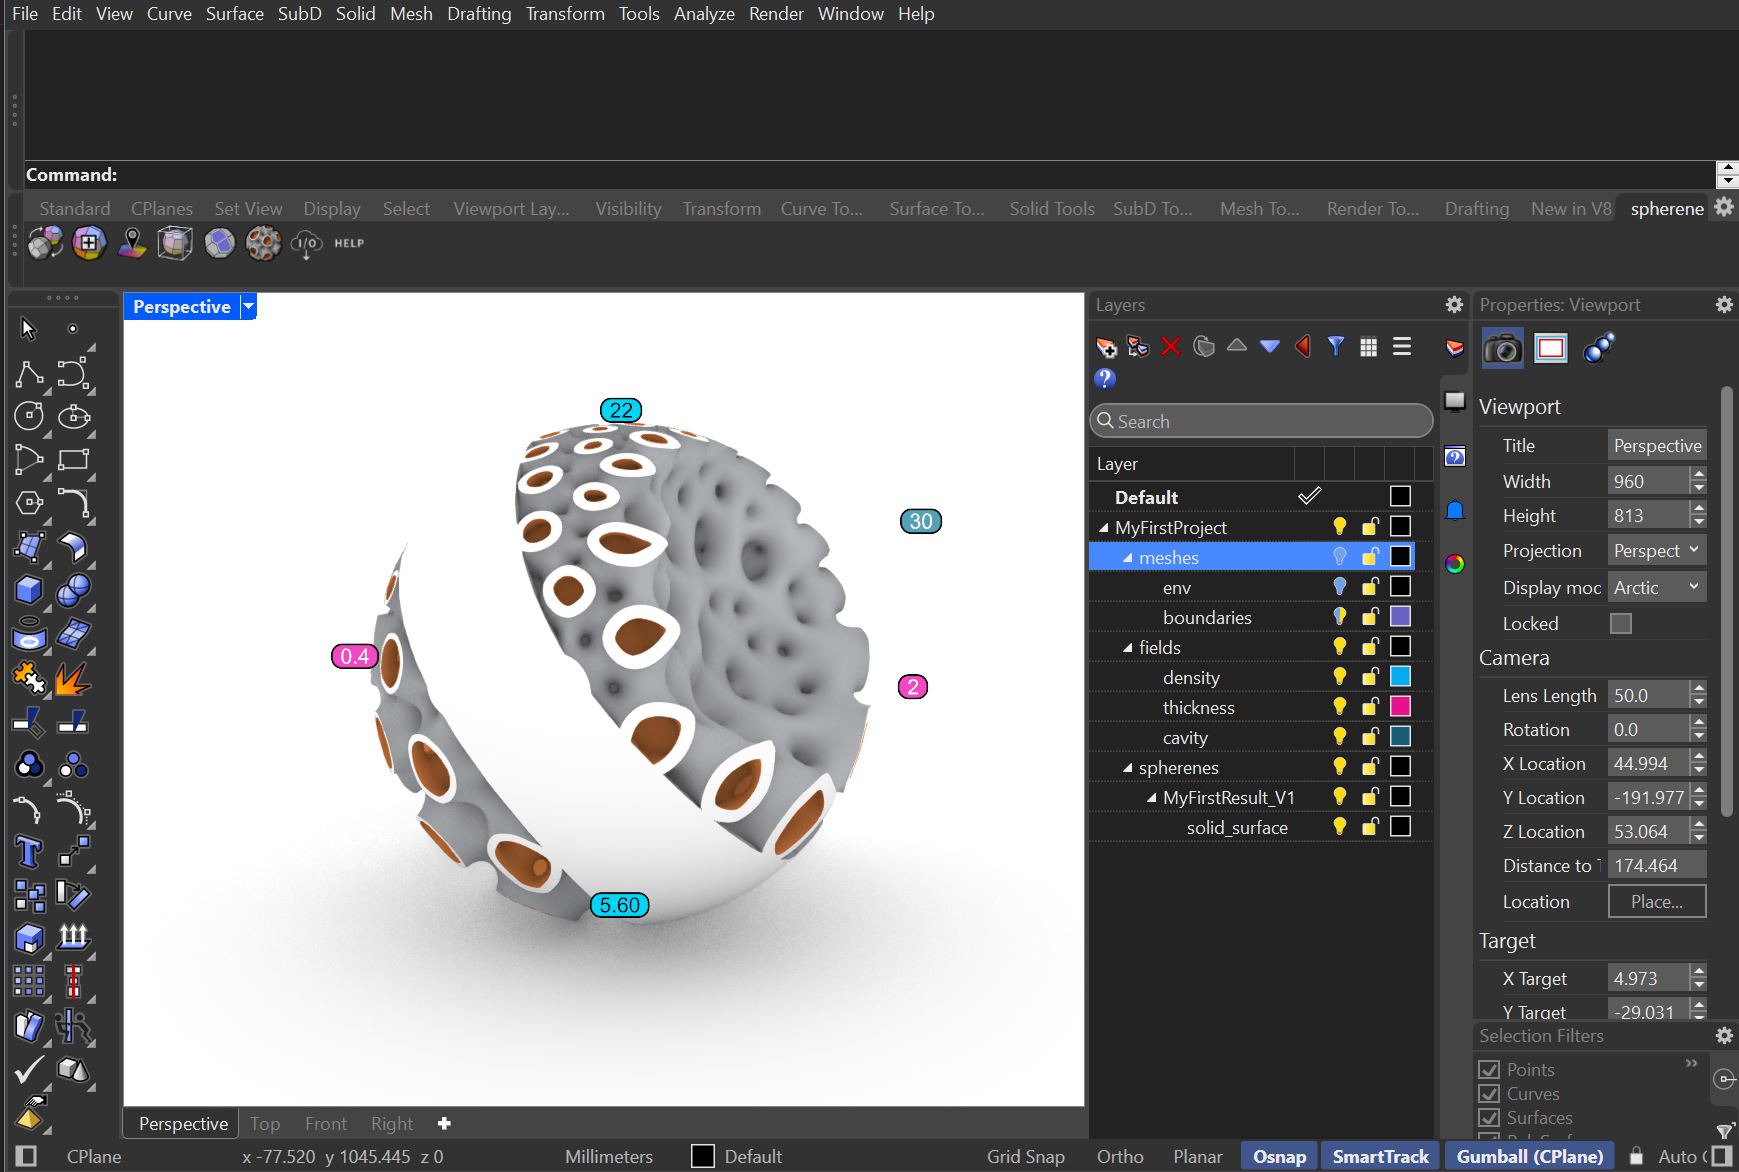 File Edit View Curve Surface SubD Solid Mesh Drafting Transform Tools Analyze Render Window Help
Command:
Standard CPlanes Set View Display Select Viewport Lay... Visibility Transform Curve To... Surface To... Solid Tools SubD To... Mesh To... Render To... Drafting New in V8 spherene
I/O HELP
Perspective
22
30
0.4
2
5.60
Perspective Top Front Right
Layers
Search
Layer
Default
MyFirstProject
meshes
env
boundaries
fields
density
thickness
cavity
spherenes
MyFirstResult_V1
solid_surface
Properties: Viewport
Viewport
Title Perspective
Width 960
Height 813
Projection Perspect
Display moc Arctic
Locked
Camera
Lens Length 50.0
Rotation 0.0
X Location 44.994
Y Location -191.977
Z Location 53.064
Distance to 174.464
Location Place...
Target
X Target 4.973
Y Target -29.031
Selection Filters
Points
Curves
Surfaces
CPlane x -77.520 y 1045.445 z 0 Millimeters Default Grid Snap Ortho Planar Osnap SmartTrack Gumball (CPlane) Auto